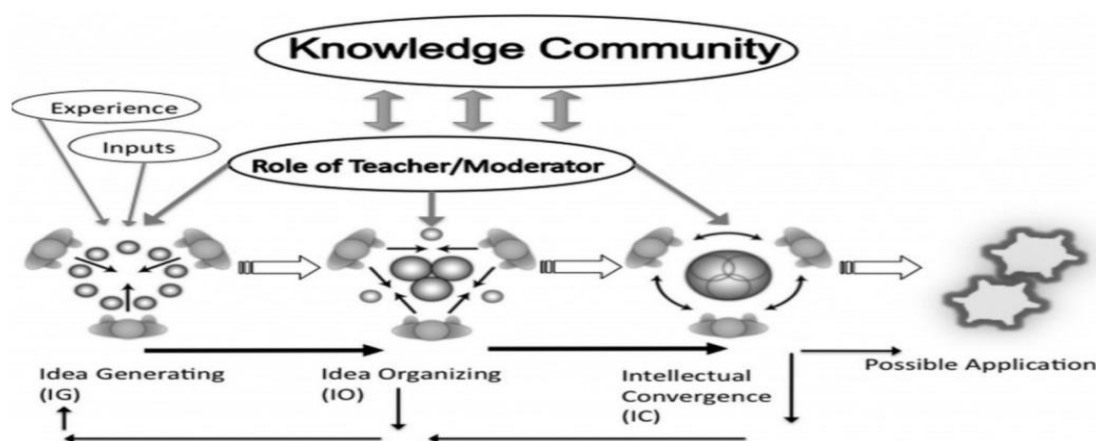 Knowledge Community
Experience
Inputs
Role of Teacher/Moderator
Idea Generating
(IG)
Idea Organizing
(IO)
Intellectual
Convergence
(IC)
Possible Application